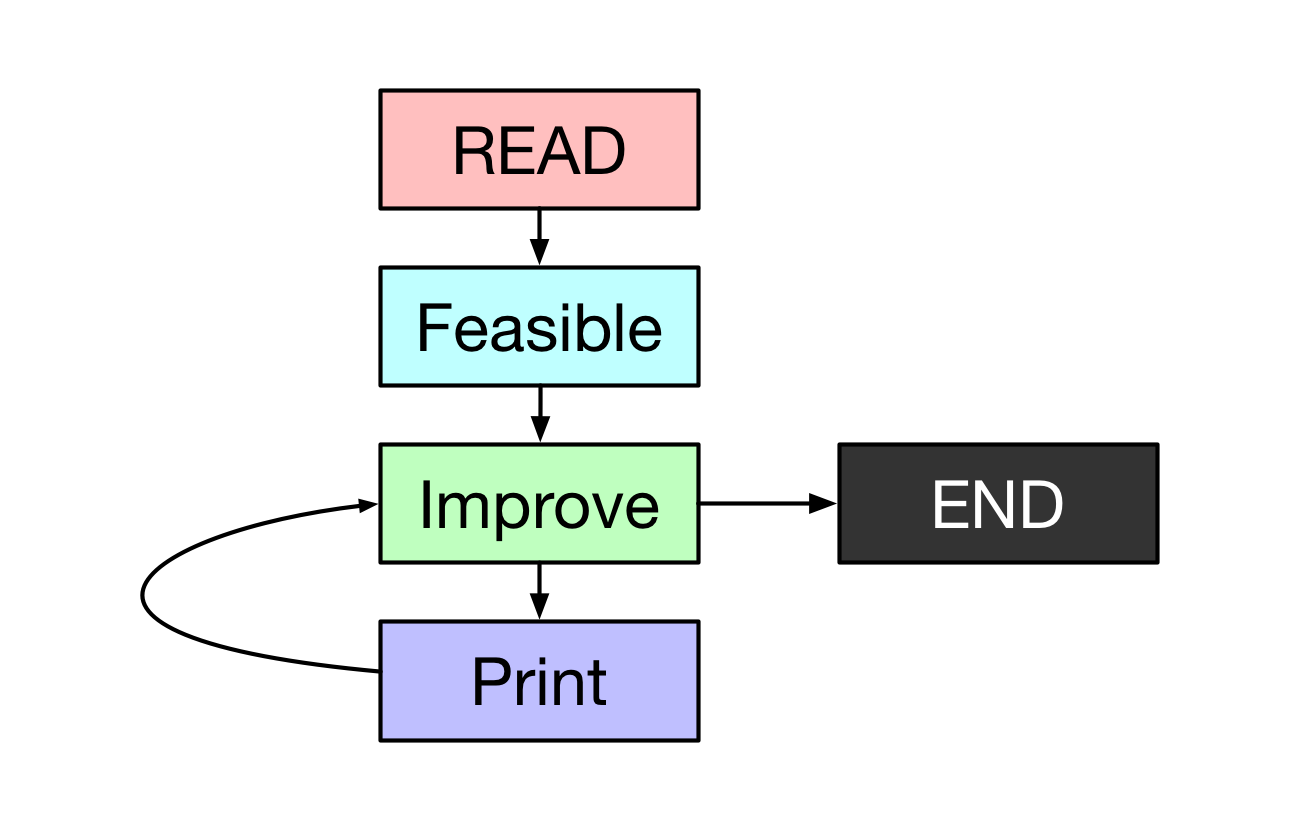 READ
Feasible
Improve
END
Print